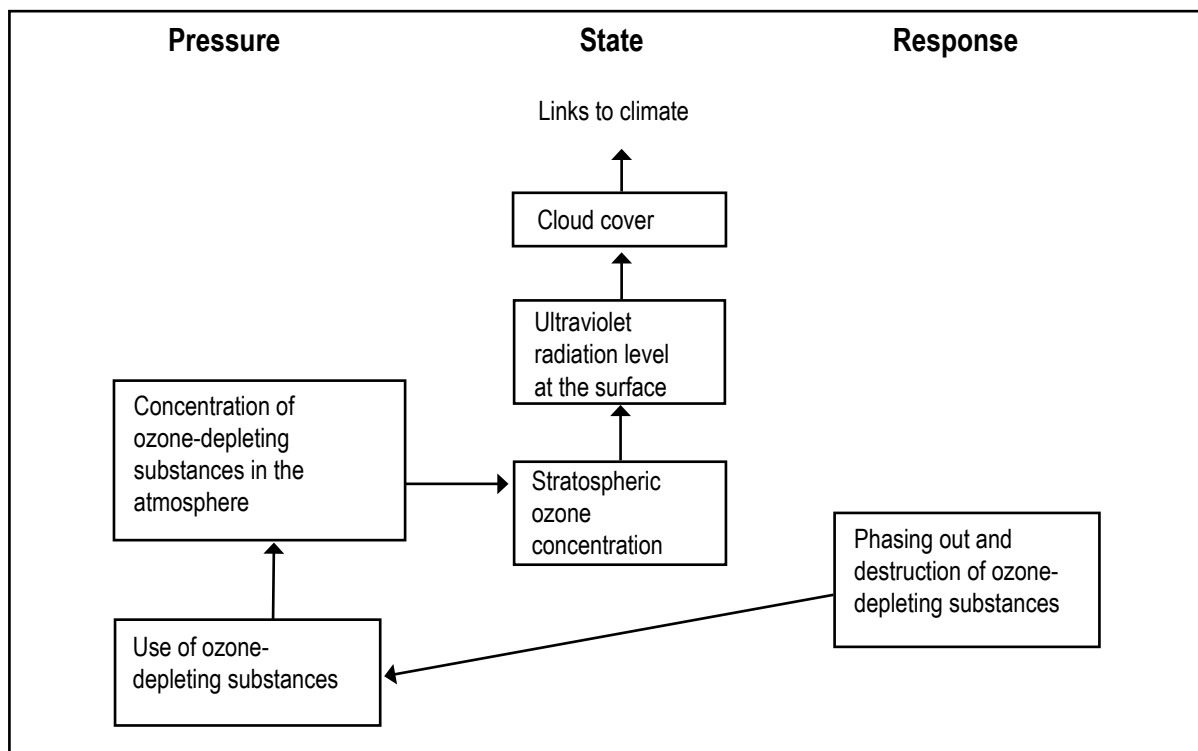 Pressure
State
Response
Links to climate
Cloud cover
Ultraviolet
radiation level
at the surface
Concentration of
ozone-depleting
substances in the
atmosphere
Stratospheric
ozone
concentration
Phasing out and
destruction of ozone-
depleting substances
Use of ozone-
depleting substances